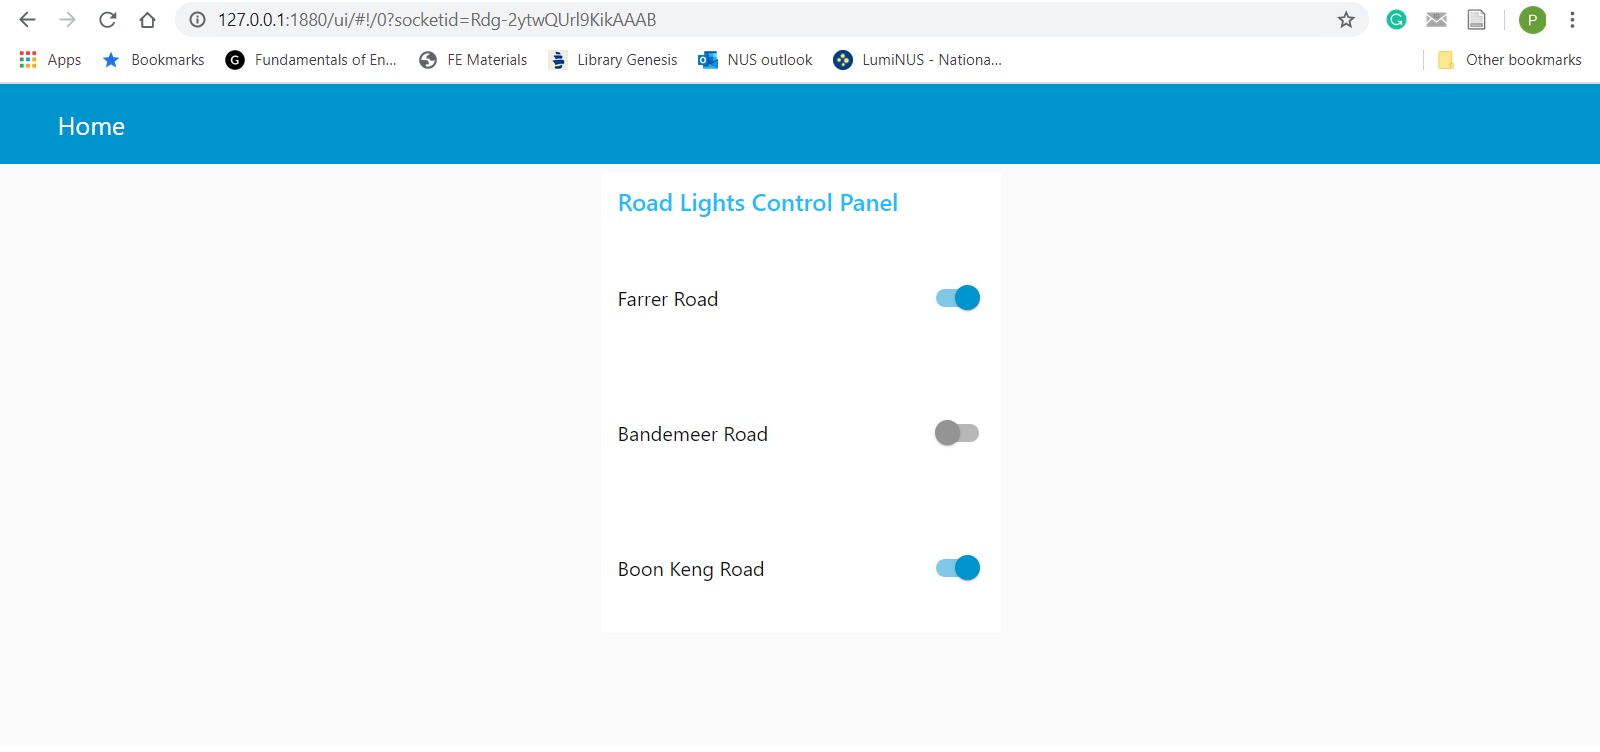 127.0.0.1:1880/ui/#!/0?socketid=Rdg-2ytwQUrl9KikAAAB
G P
Apps Bookmarks G Fundamentals of En... FE Materials Library Genesis NUS outlook LumiNUS - Nationa... Other bookmarks
Home
Road Lights Control Panel
Farrer Road
Bandemeer Road
Boon Keng Road